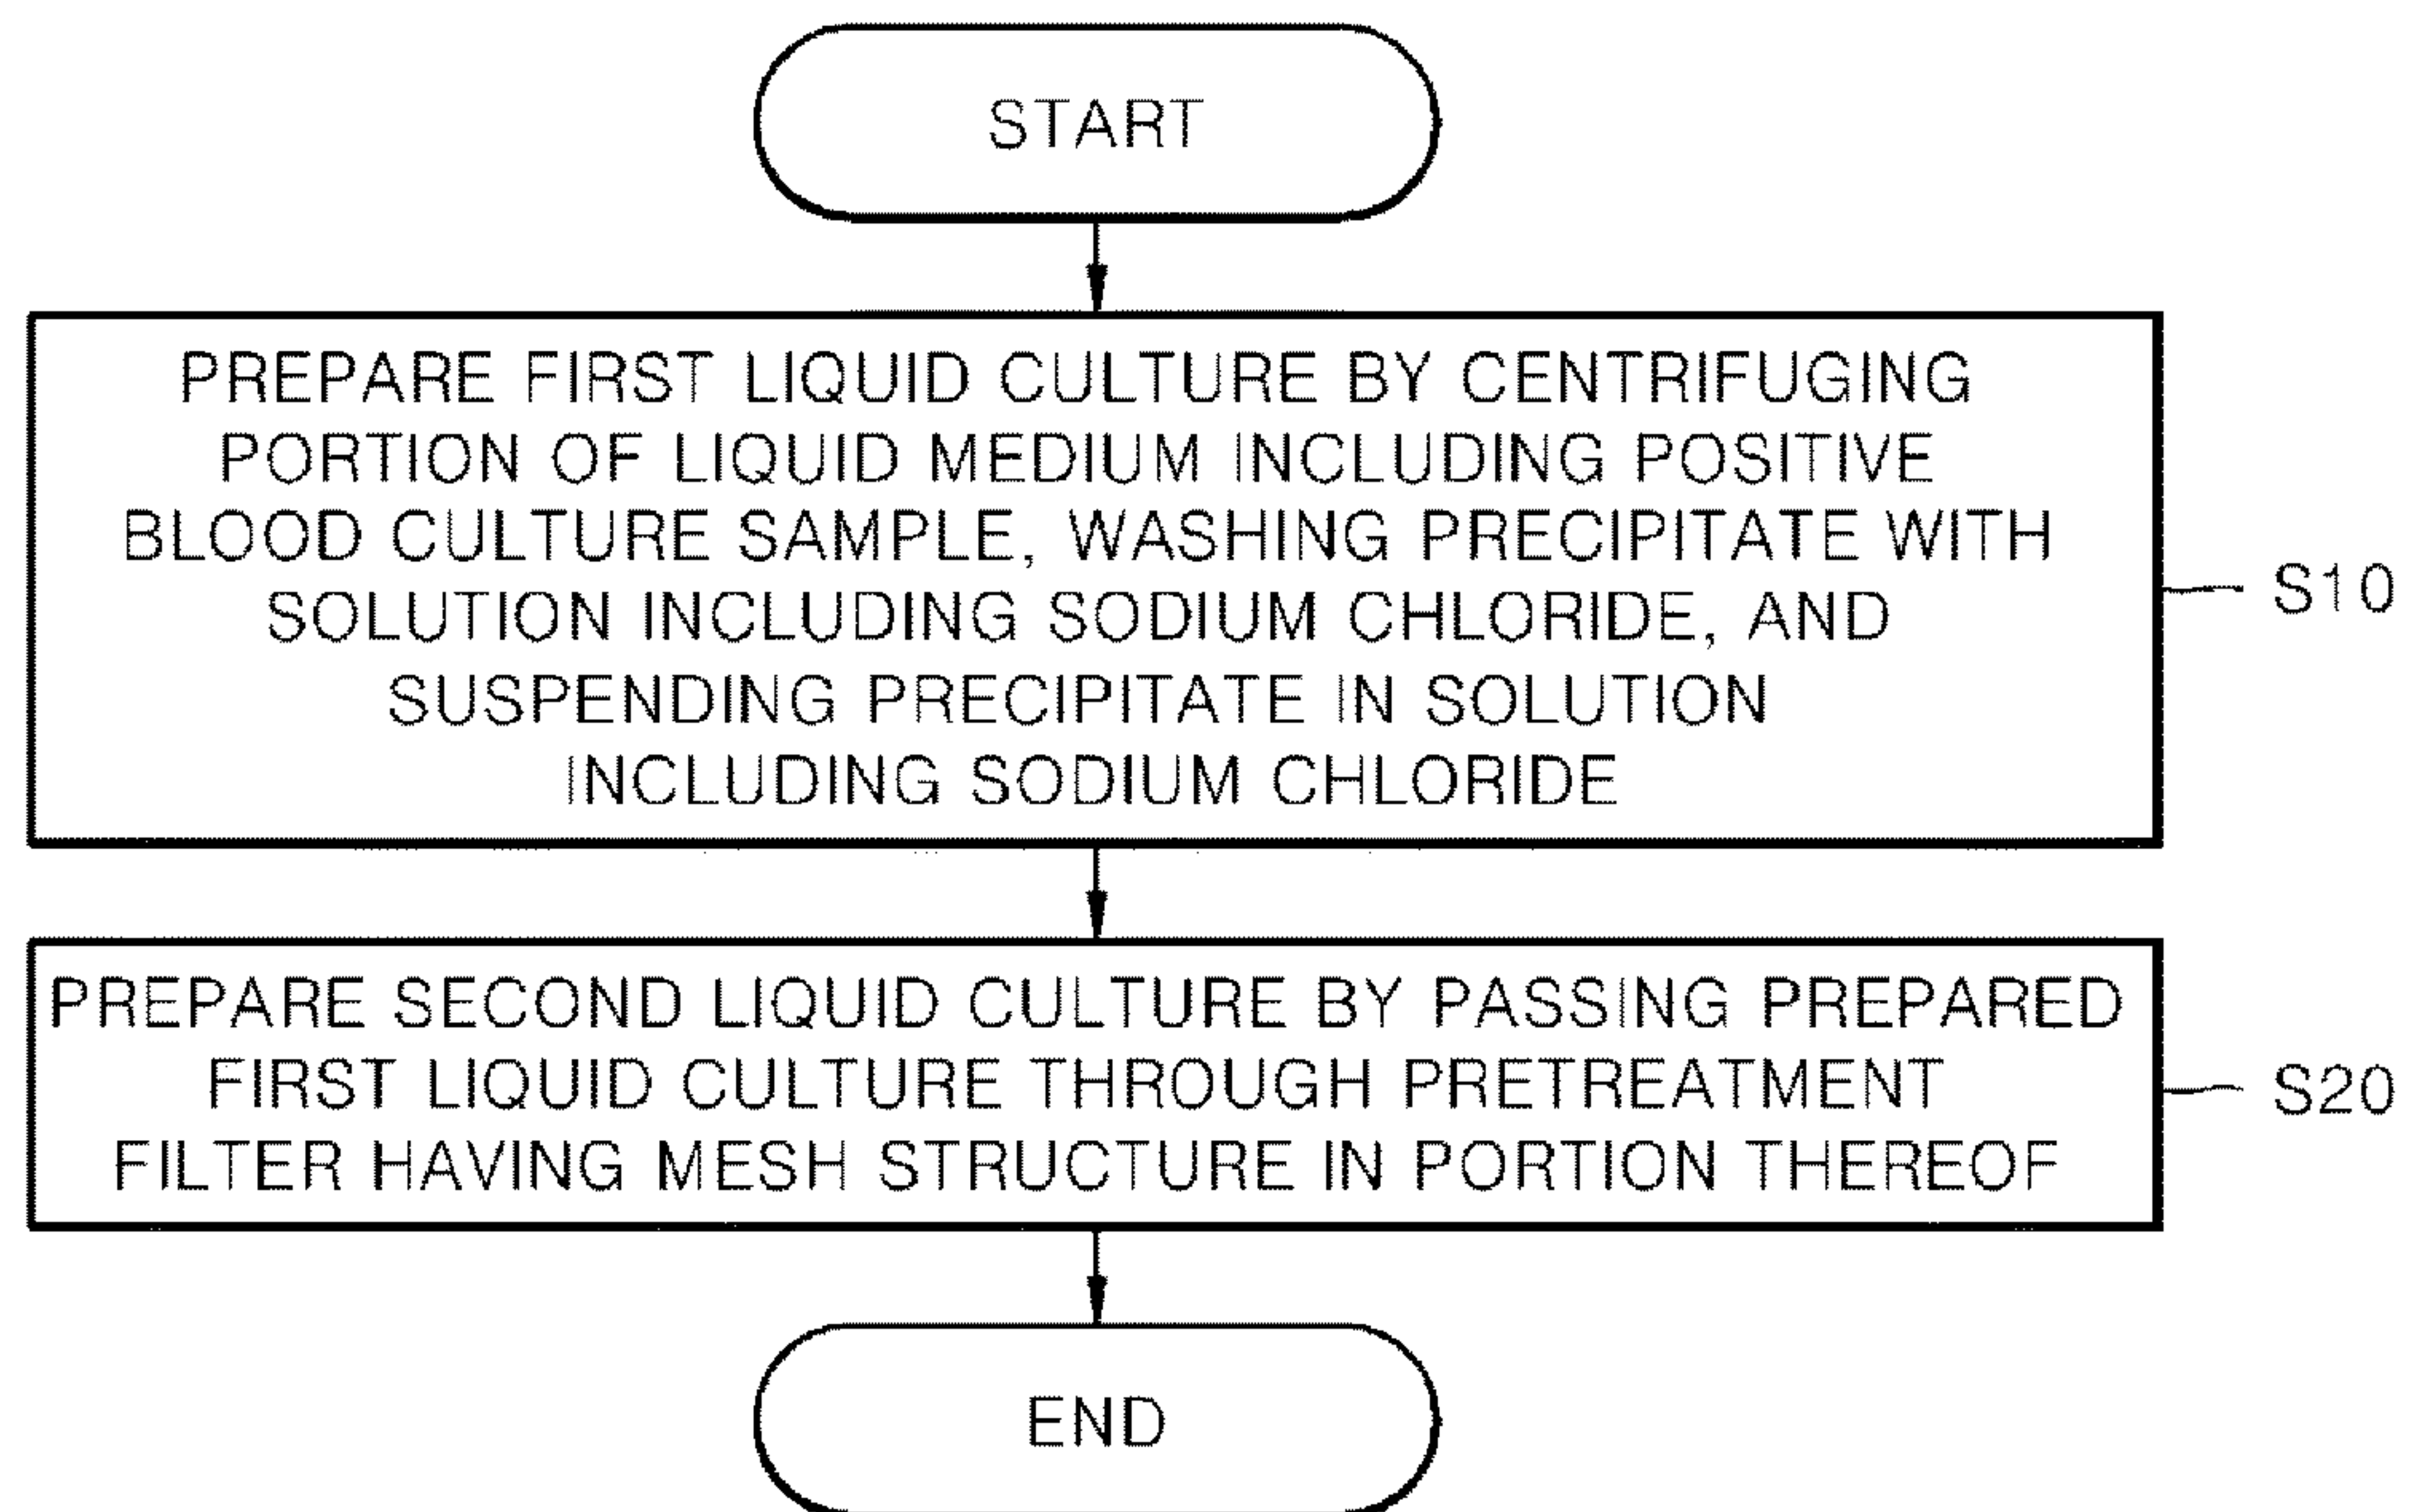 START
PREPARE FIRST LIQUID CULTURE BY CENTRIFUGING
PORTION OF LIQUID MEDIUM INCLUDING POSITIVE
BLOOD CULTURE SAMPLE, WASHING PRECIPITATE WITH
SOLUTION INCLUDING SODIUM CHLORIDE, AND
SUSPENDING PRECIPITATE IN SOLUTION
INCLUDING SODIUM CHLORIDE
S10
PREPARE SECOND LIQUID CULTURE BY PASSING PREPARED
FIRST LIQUID CULTURE THROUGH PRETREATMENT
FILTER HAVING MESH STRUCTURE IN PORTION THEREOF
S20
END